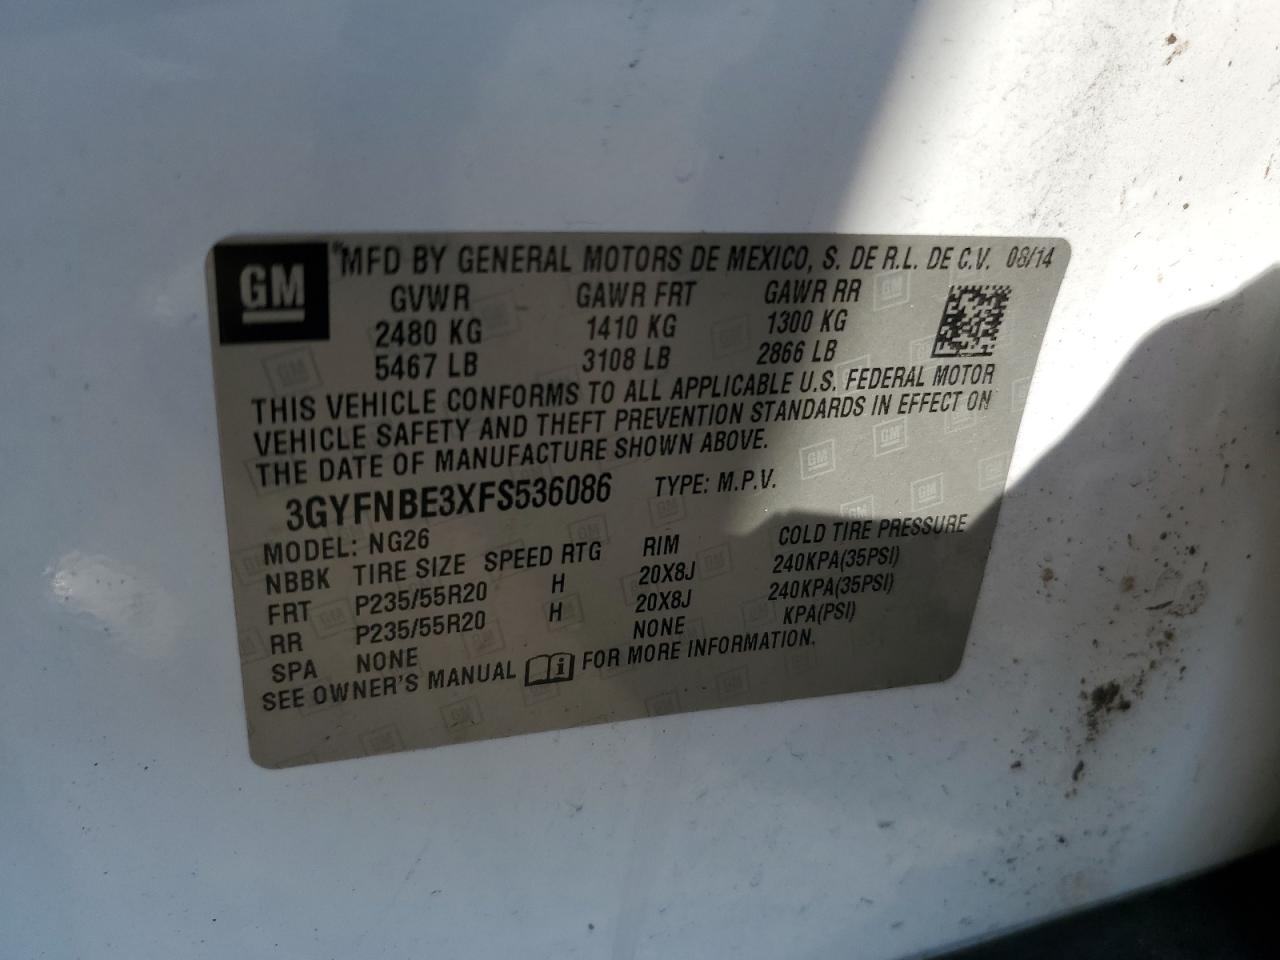 GM
MFD BY GENERAL MOTORS DE MEXICO, S. DE R.L. DE C.V. 08/14
GVWR GAWR FRT GAWR RR
2480 KG 1410 KG 1300 KG
5467 LB 3108 LB 2866 LB
THIS VEHICLE CONFORMS TO ALL APPLICABLE U.S. FEDERAL MOTOR
VEHICLE SAFETY AND THEFT PREVENTION STANDARDS IN EFFECT ON
THE DATE OF MANUFACTURE SHOWN ABOVE.
3GYFNBE3XFS536086 TYPE: M.P.V.
MODEL: NG26
NBBK TIRE SIZE SPEED RTG RIM COLD TIRE PRESSURE
FRT P235/55R20 H 20X8J 240KPA(35PSI)
RR P235/55R20 H 20X8J 240KPA(35PSI)
SPA NONE NONE KPA(PSI)
SEE OWNER'S MANUAL i FOR MORE INFORMATION.